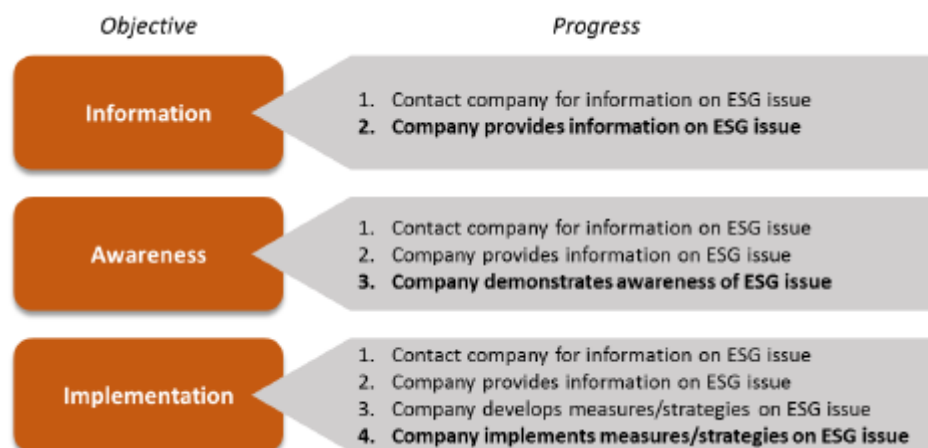 Objective
Progress
Information
1. Contact company for information on ESG issue
2. Company provides information on ESG issue
Awareness
1. Contact company for information on ESG issue
2. Company provides information on ESG issue
3. Company demonstrates awareness of ESG issue
Implementation
1. Contact company for information on ESG issue
2. Company provides information on ESG issue
3. Company develops measures/strategies on ESG issue
4. Company implements measures/strategies on ESG issue